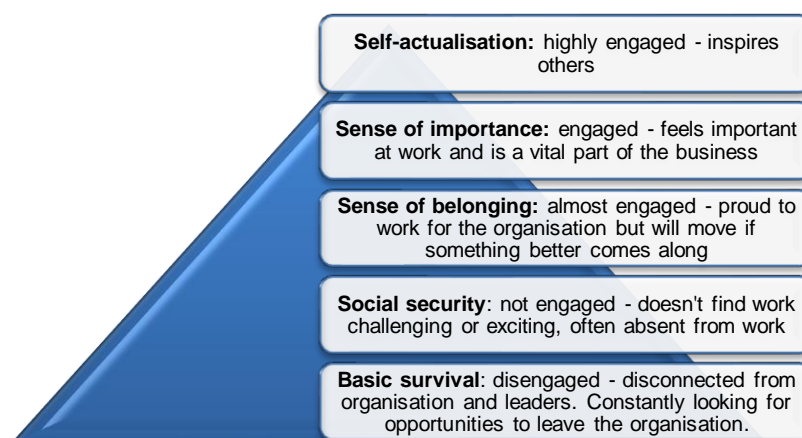 Self-actualisation: highly engaged - inspires
others
Sense of importance: engaged - feels important
at work and is a vital part of the business
Sense of belonging: almost engaged - proud to
work for the organisation but will move if
something better comes along
Social security: not engaged - doesn't find work
challenging or exciting, often absent from work
Basic survival: disengaged - disconnected from
organisation and leaders. Constantly looking for
opportunities to leave the organisation.